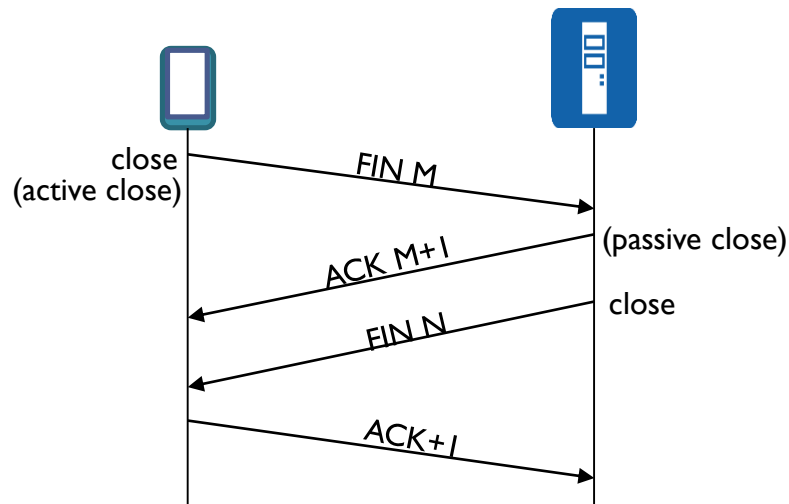 close
(active close)
FIN M
(passive close)
ACK M+1
close
FIN N
ACK+1